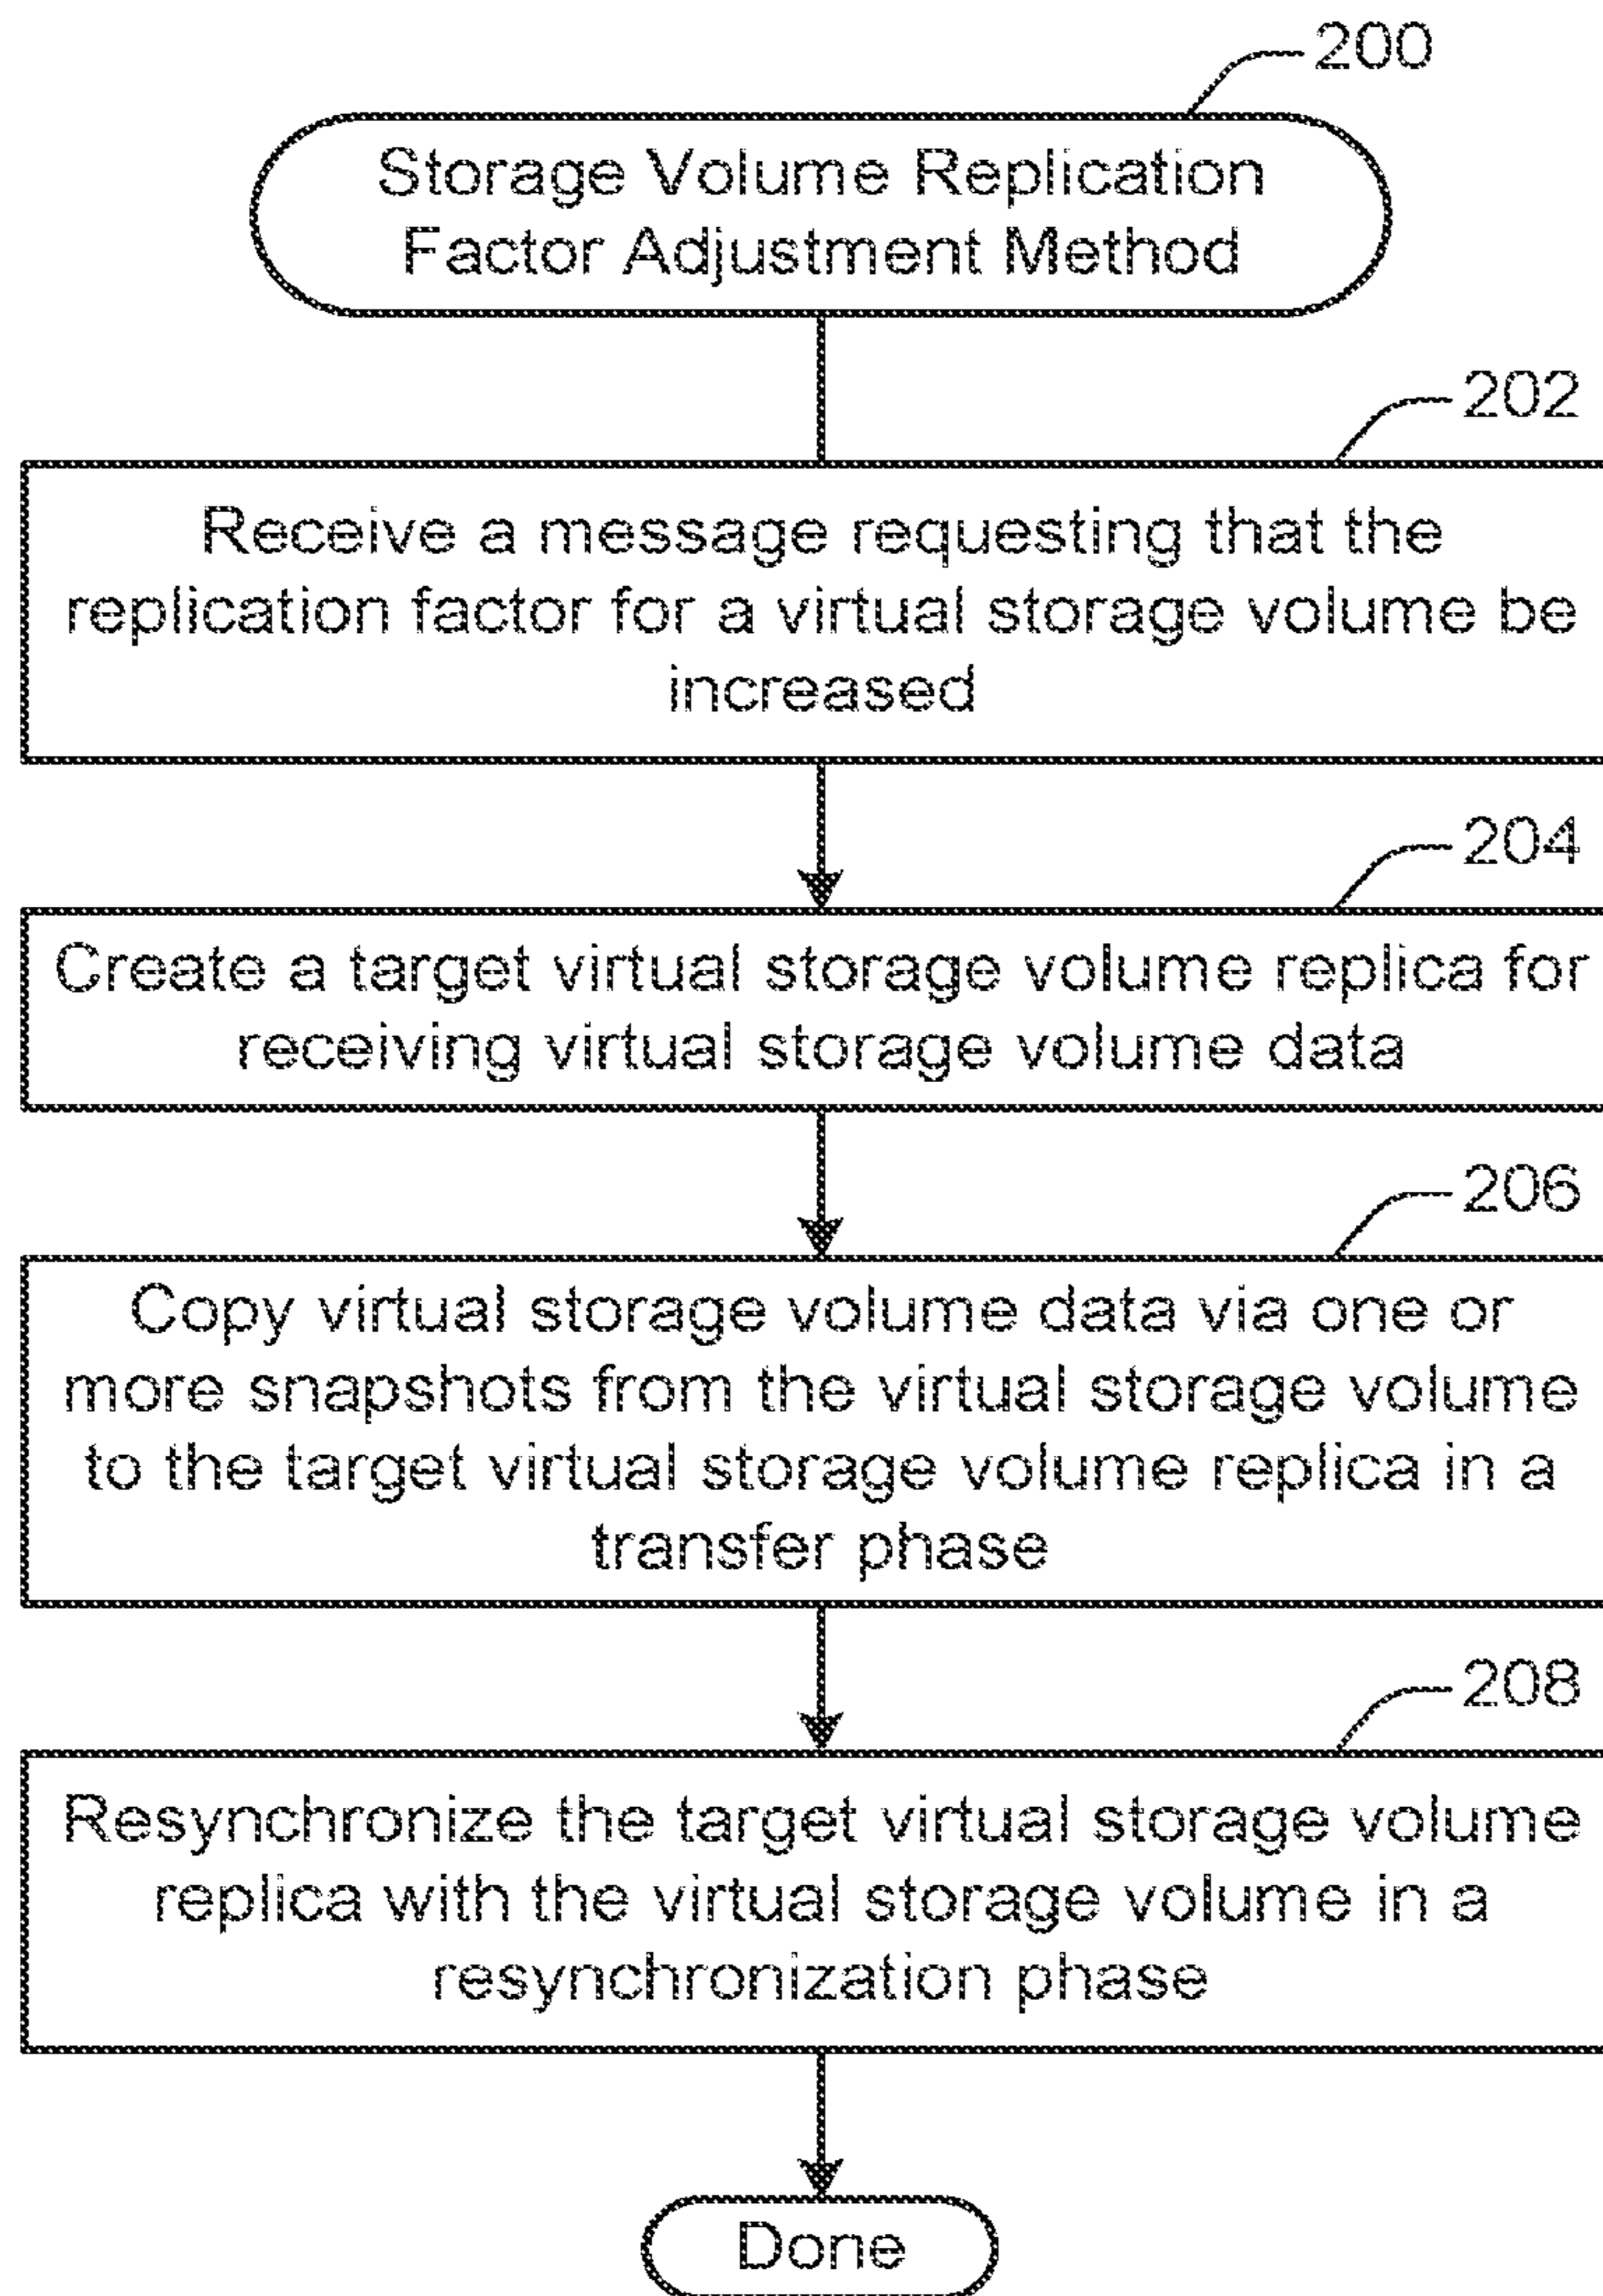 200
Storage Volume Replication
Factor Adjustment Method
202
Receive a message requesting that the
replication factor for a virtual storage volume be
increased
204
Create a target virtual storage volume replica for
receiving virtual storage volume data
206
Copy virtual storage volume data via one or
more snapshots from the virtual storage volume
to the target virtual storage volume replica in a
transfer phase
208
Resynchronize the target virtual storage volume
replica with the virtual storage volume in a
resynchronization phase
Done